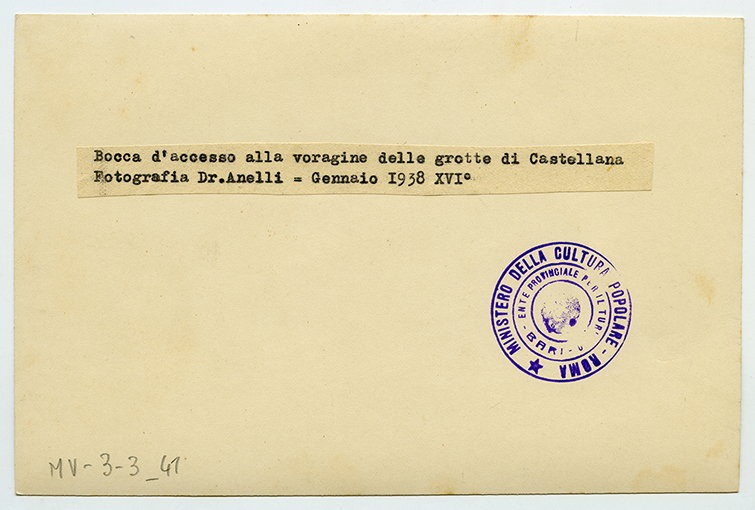 Bocca d'accesso alla voragine delle grotte di Castellana
Fotografia Dr.Anelli = Gennaio I938 XVI°
MINISTERO DELLA CULTURA POPOLARE - ROMA
ENTE PROVINCIALE PER IL TUR
BARI
MV-3-3_41